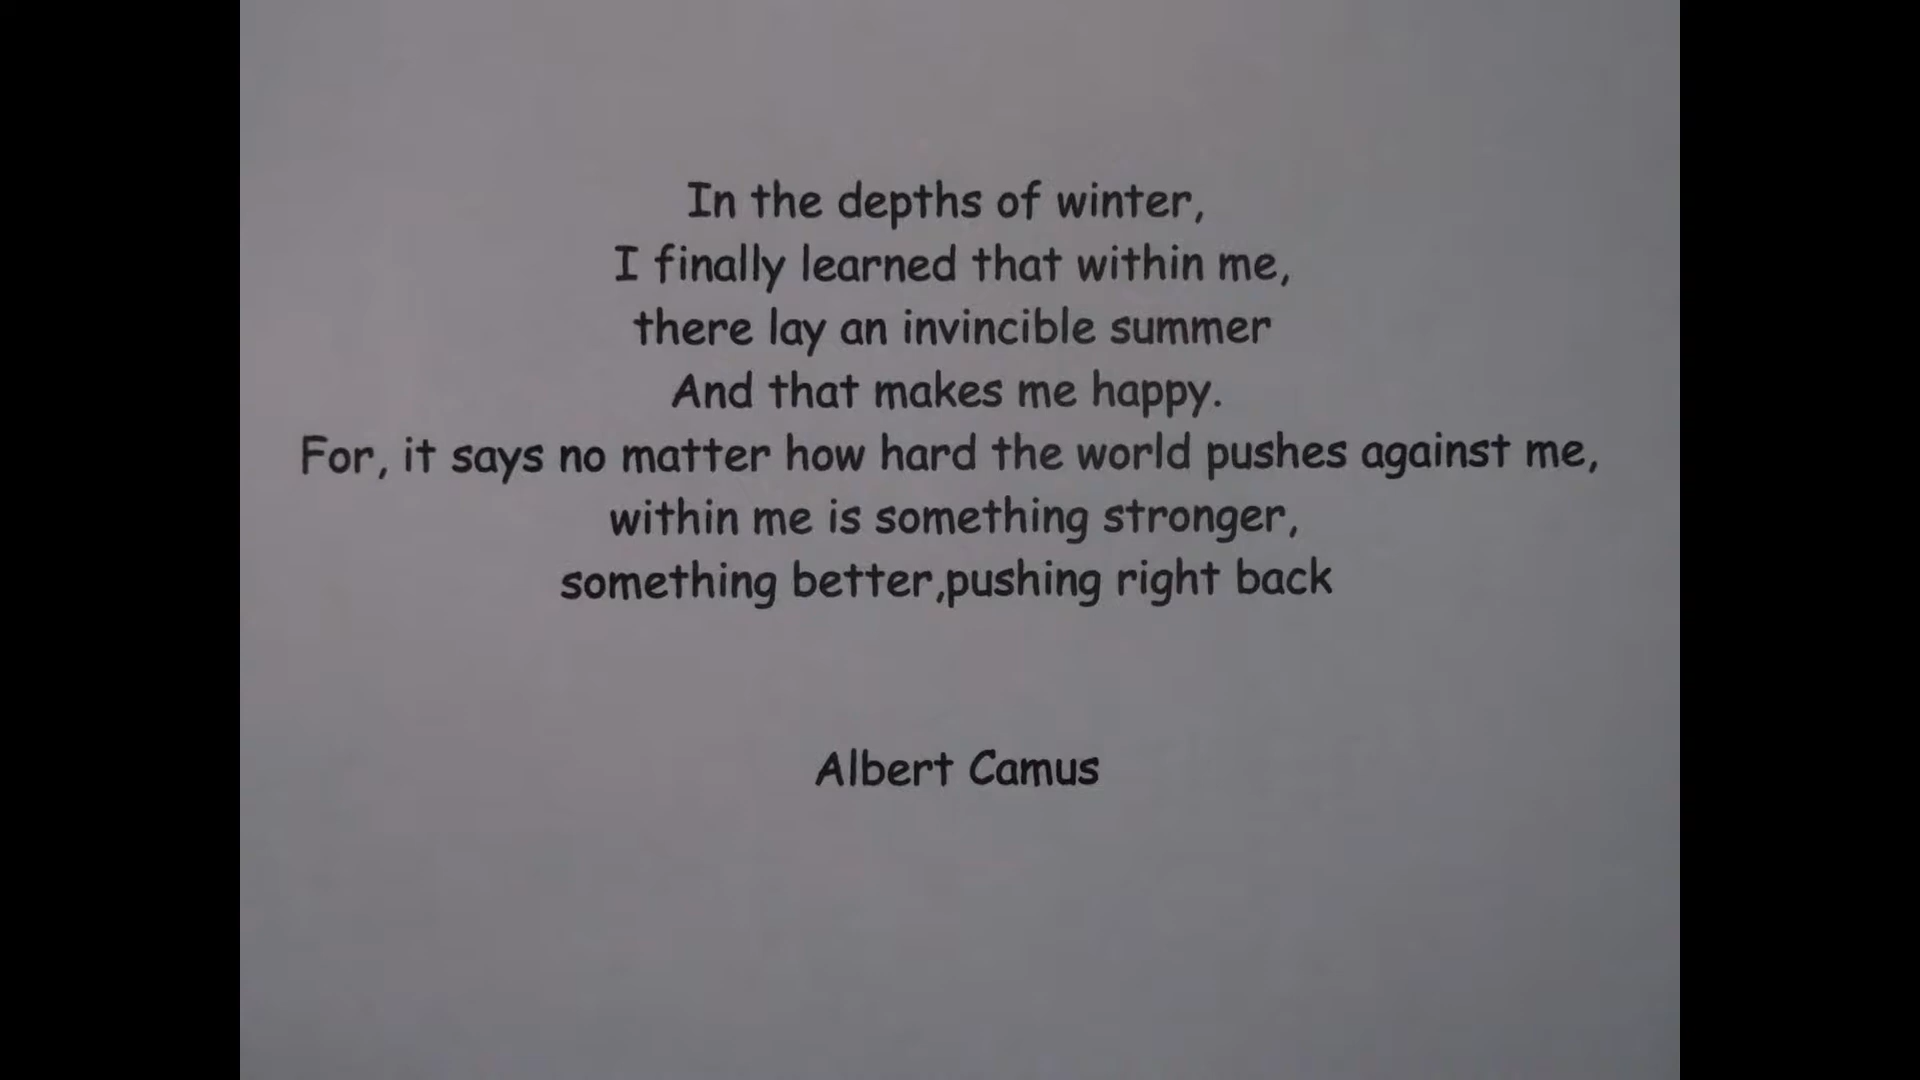 In the depths of winter,
I finally learned that within me,
there lay an invincible summer
And that makes me happy.
For, it says no matter how hard the world pushes against me,
within me is something stronger,
something better,pushing right back
Albert Camus